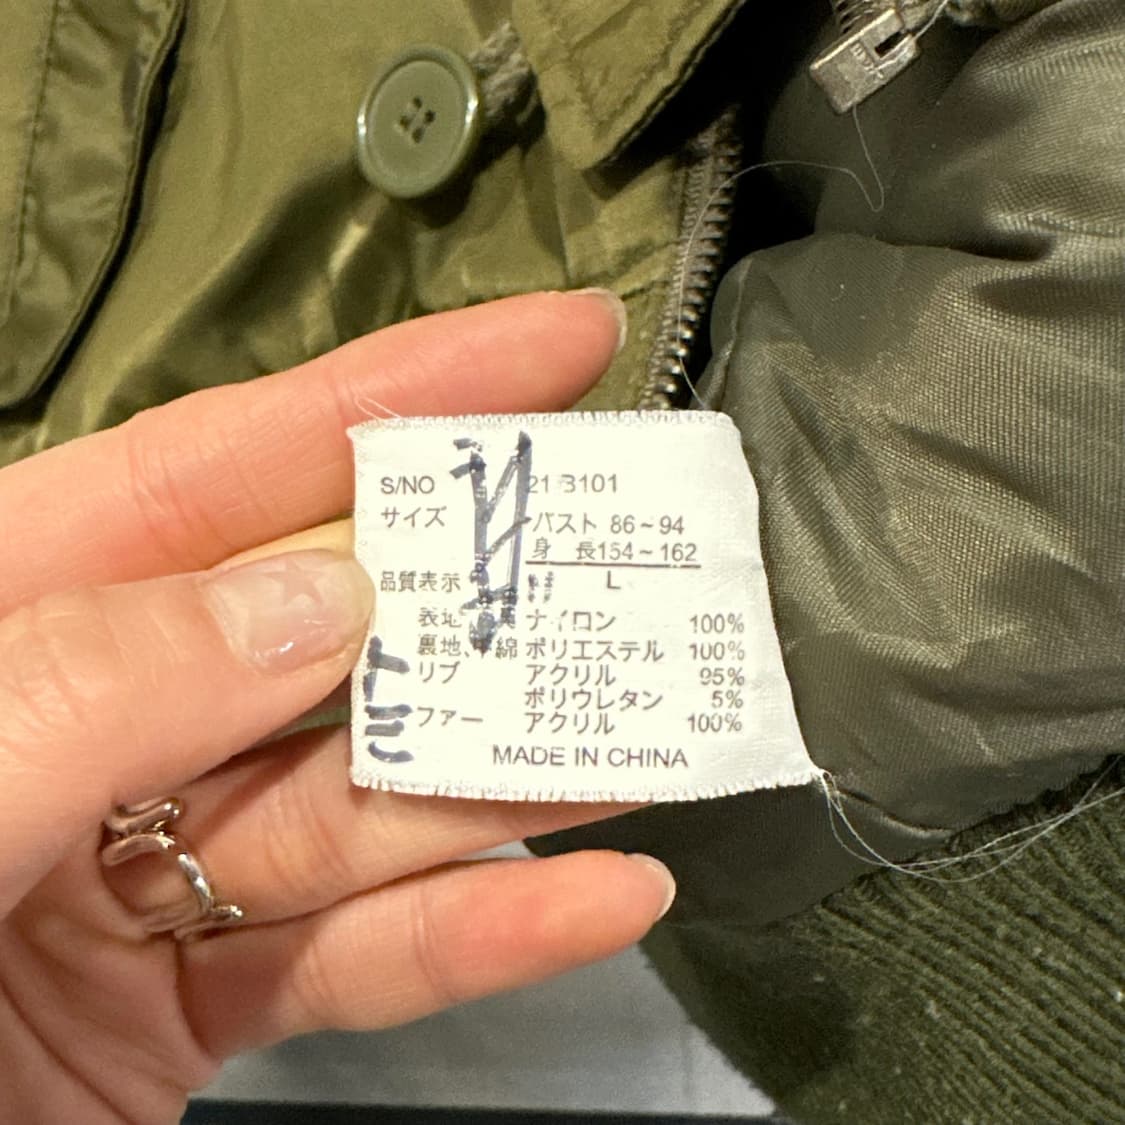 S/NO 213101
サイズ バスト 86~94
身 長154~162
品質表示 L
表地 ナイロン 100%
裏地、中綿 ポリエステル 100%
リブ アクリル 95%
ポリウレタン 5%
ファー アクリル 100%
MADE IN CHINA